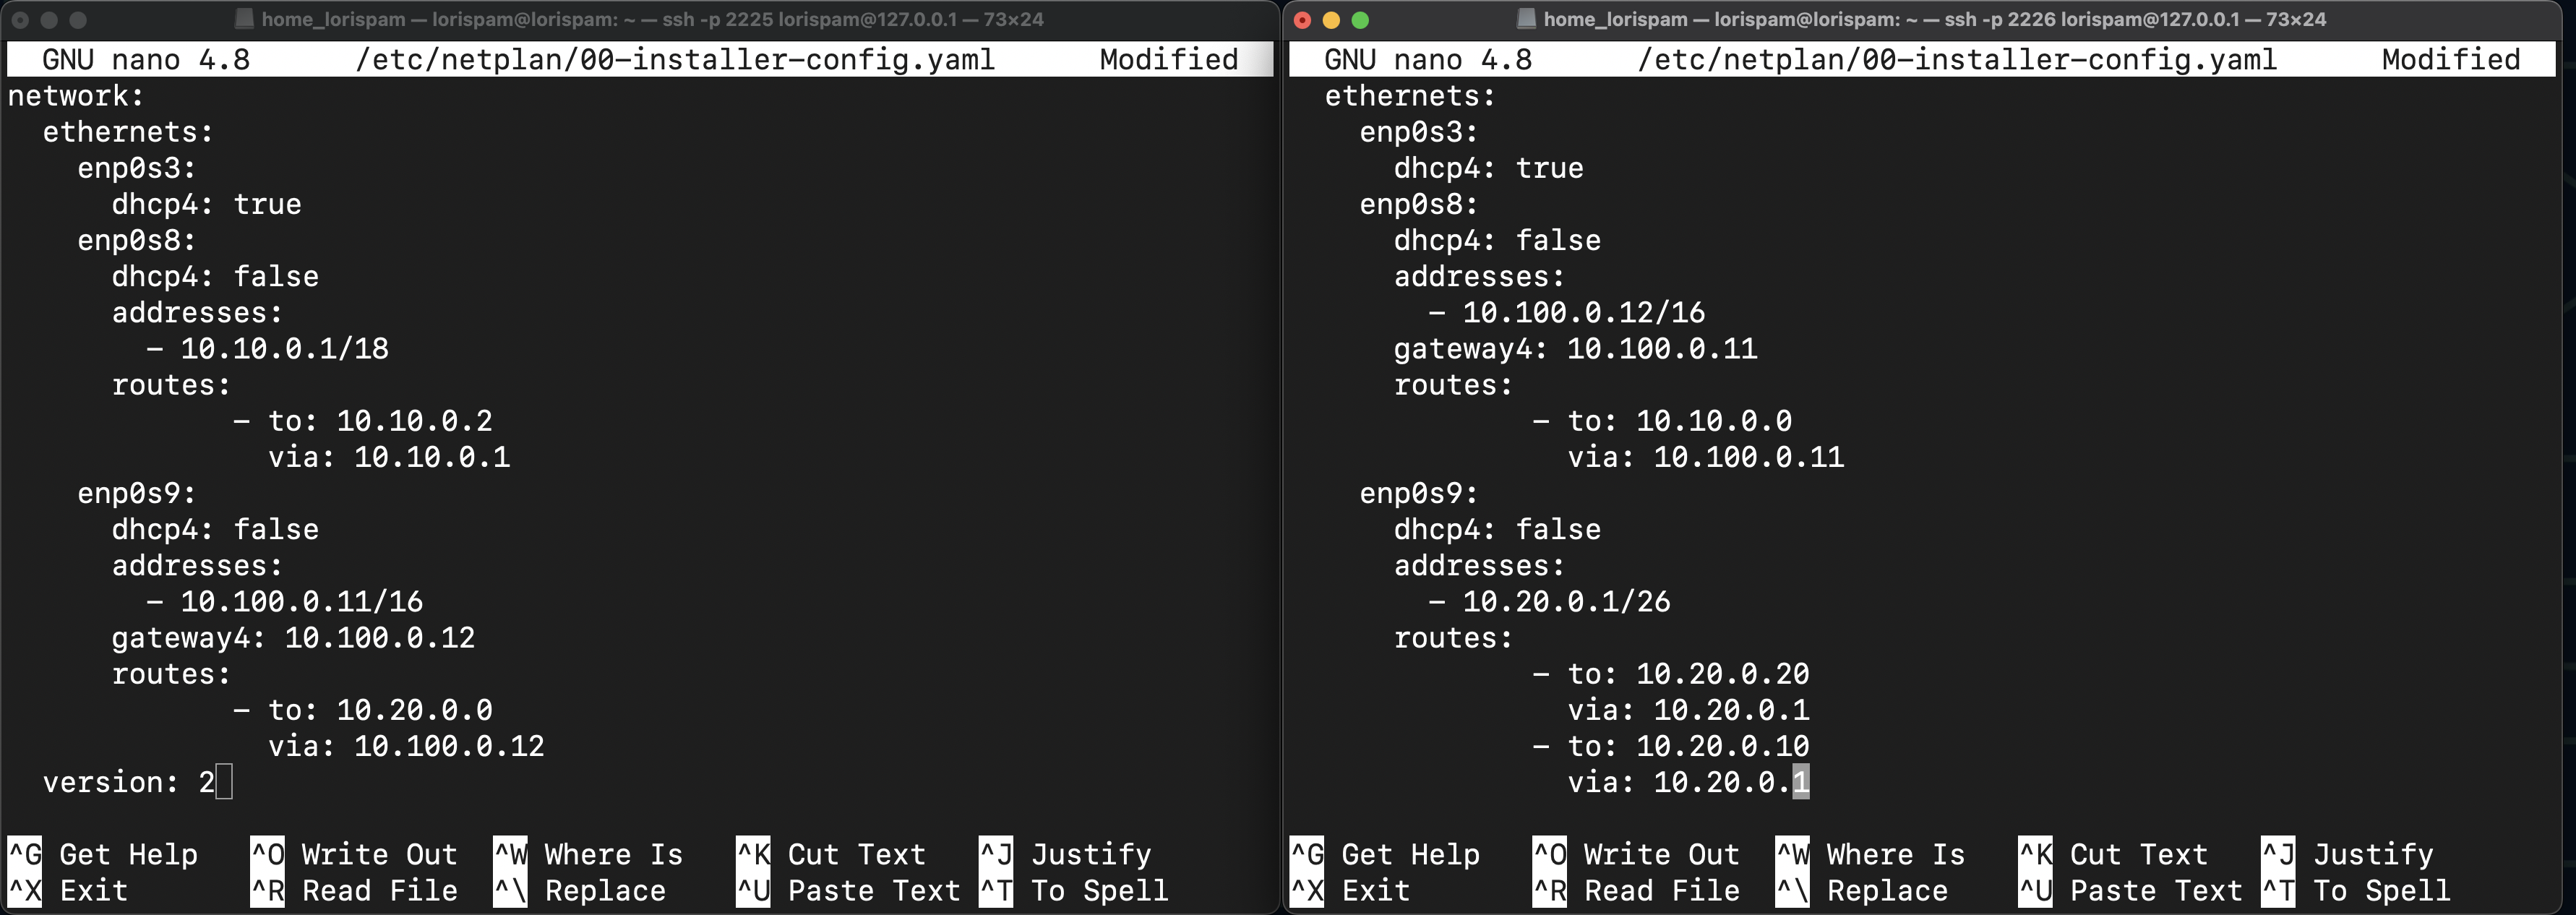 home_lorispam — lorispam@lorispam: ~ — ssh -p 2225 lorispam@127.0.0.1 — 73×24
GNU nano 4.8 /etc/netplan/00-installer-config.yaml Modified
network:
  ethernets:
    enp0s3:
      dhcp4: true
    enp0s8:
      dhcp4: false
      addresses:
        - 10.10.0.1/18
      routes:
             - to: 10.10.0.2
               via: 10.10.0.1
    enp0s9:
      dhcp4: false
      addresses:
        - 10.100.0.11/16
      gateway4: 10.100.0.12
      routes:
             - to: 10.20.0.0
               via: 10.100.0.12
  version: 2
^G Get Help ^O Write Out ^W Where Is ^K Cut Text ^J Justify
^X Exit ^R Read File ^\ Replace ^U Paste Text ^T To Spell
home_lorispam — lorispam@lorispam: ~ — ssh -p 2226 lorispam@127.0.0.1 — 73×24
GNU nano 4.8 /etc/netplan/00-installer-config.yaml Modified
  ethernets:
    enp0s3:
      dhcp4: true
    enp0s8:
      dhcp4: false
      addresses:
        - 10.100.0.12/16
      gateway4: 10.100.0.11
      routes:
              - to: 10.10.0.0
                via: 10.100.0.11
    enp0s9:
      dhcp4: false
      addresses:
        - 10.20.0.1/26
      routes:
              - to: 10.20.0.20
                via: 10.20.0.1
              - to: 10.20.0.10
                via: 10.20.0.1
^G Get Help ^O Write Out ^W Where Is ^K Cut Text ^J Justify
^X Exit ^R Read File ^\ Replace ^U Paste Text ^T To Spell